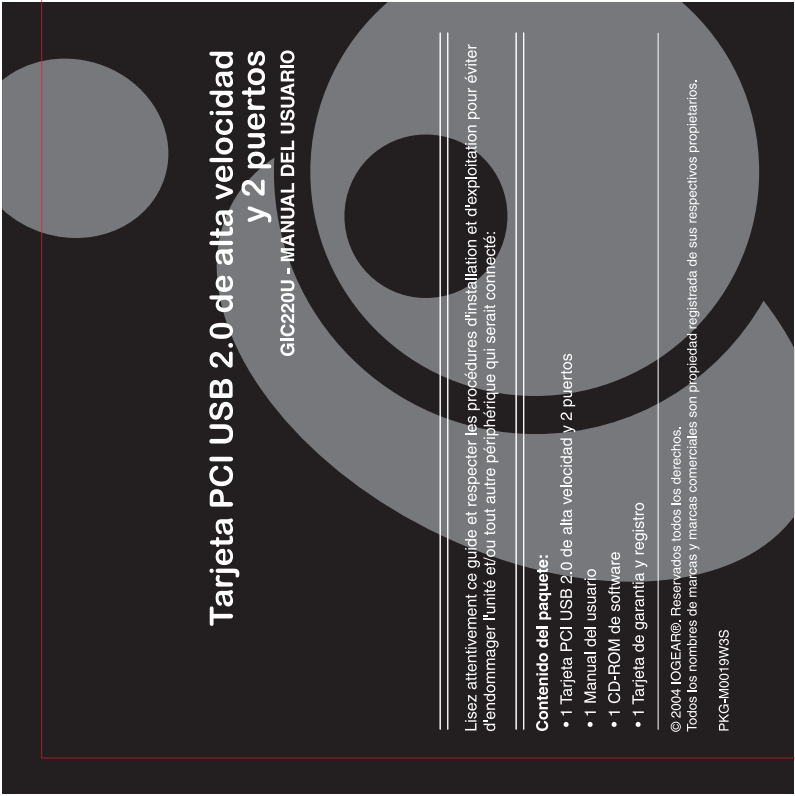 Tarjeta PCI USB 2.0 de alta velocidad
y 2 puertos
GIC220U - MANUAL DEL USUARIO
Lisez attentivement ce guide et respecter les procédures d'installation et d'exploitation pour éviter
d'endommager l'unité et/ou tout autre périphérique qui serait connecté:
Contenido del paquete:
• 1 Tarjeta PCI USB 2.0 de alta velocidad y 2 puertos
• 1 Manual del usuario
• 1 CD-ROM de software
• 1 Tarjeta de garantía y registro
© 2004 IOGEAR®. Reservados todos los derechos.
Todos los nombres de marcas y marcas comerciales son propiedad registrada de sus respectivos propietarios.
PKG-M0019W3S